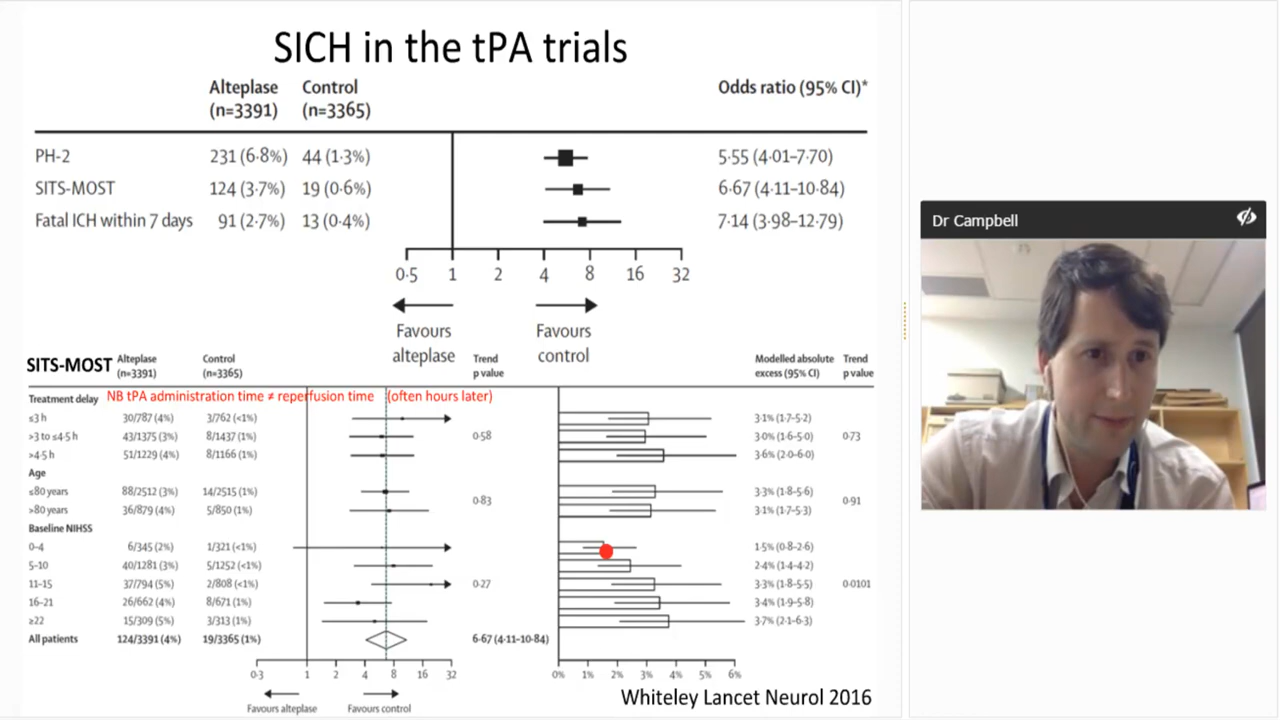 SICH in the tPA trials
Alteplase Control Odds ratio (95% CI)*
(n=3391) (n=3365)
PH-2 231 (6·8%) 44 (1·3%) 5·55 (4·01–7·70)
SITS-MOST 124 (3·7%) 19 (0·6%) 6·67 (4·11–10·84)
Fatal ICH within 7 days 91 (2·7%) 13 (0·4%) 7·14 (3·98–12·79)
0·5 1 2 4 8 16 32
Favours Favours
alteplase control
SITS-MOST Alteplase Control Trend Modelled absolute Trend
(n=3391) (n=3365) p value excess (95% CI) p value
Treatment delay NB tPA administration time ≠ reperfusion time (often hours later)
≤3 h 30/787 (4%) 3/762 (<1%) 3·1% (1·7–5·2)
>3 to ≤4·5 h 43/1375 (3%) 8/1437 (1%) 0·58 3·0% (1·6–5·0) 0·73
>4·5 h 51/1229 (4%) 8/1166 (1%) 3·6% (2·0–6·0)
Age
≤80 years 88/2512 (3%) 14/2515 (1%) 0·83 3·3% (1·8–5·6) 0·91
>80 years 36/879 (4%) 5/850 (1%) 3·1% (1·7–5·3)
Baseline NIHSS
0–4 6/345 (2%) 1/321 (<1%) 1·5% (0·8–2·6)
5–10 40/1281 (3%) 5/1252 (<1%) 2·4% (1·4–4·2)
11–15 37/794 (5%) 2/808 (<1%) 0·27 3·3% (1·8–5·5) 0·0101
16–21 26/662 (4%) 8/671 (1%) 3·4% (1·9–5·8)
≥22 15/309 (5%) 3/313 (1%) 3·7% (2·1–6·3)
All patients 124/3391 (4%) 19/3365 (1%) 6·67 (4·11–10·84)
0·3 1 2 4 8 16 32 0% 1% 2% 3% 4% 5% 6%
Favours alteplase Favours control
Whiteley Lancet Neurol 2016
Dr Campbell